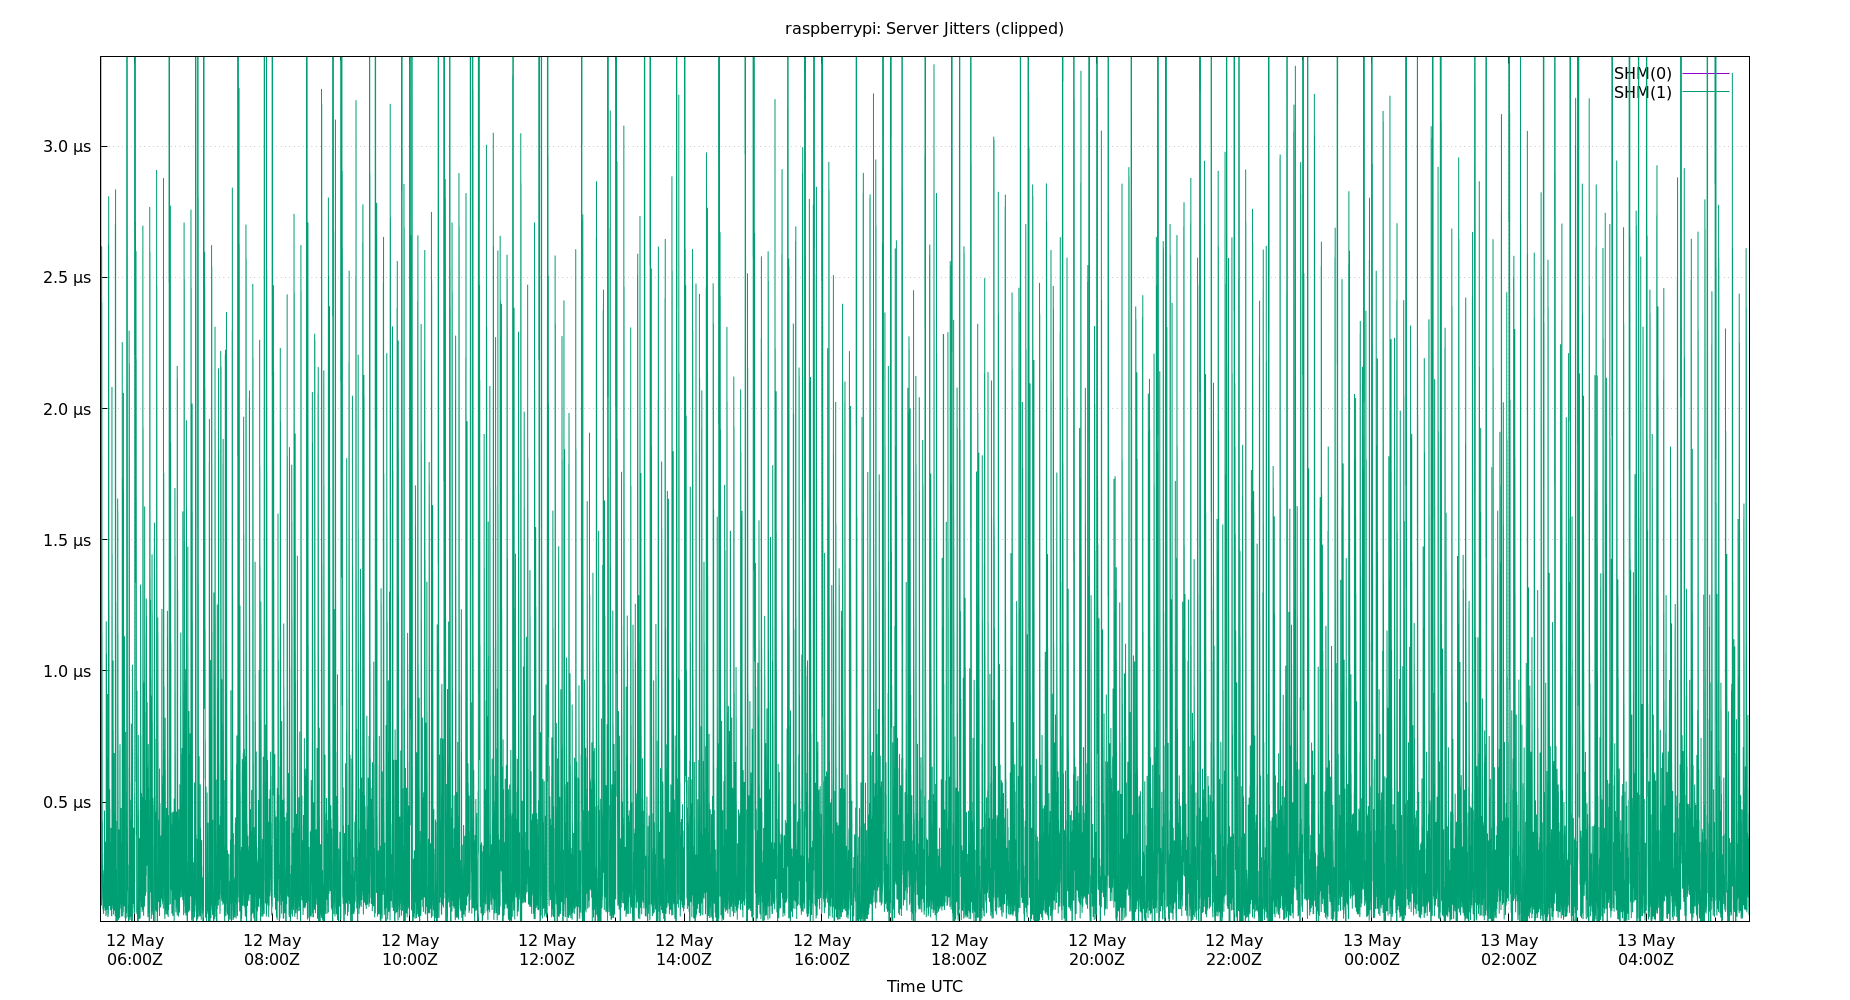 raspberrypi: Server Jitters (clipped)
SHM(0)
SHM(1)
3.0 µs
2.5 µs
2.0 µs
1.5 µs
1.0 µs
0.5 µs
12 May 12 May 12 May 12 May 12 May 12 May 12 May 12 May 12 May 13 May 13 May 13 May
06:00Z 08:00Z 10:00Z 12:00Z 14:00Z 16:00Z 18:00Z 20:00Z 22:00Z 00:00Z 02:00Z 04:00Z
Time UTC